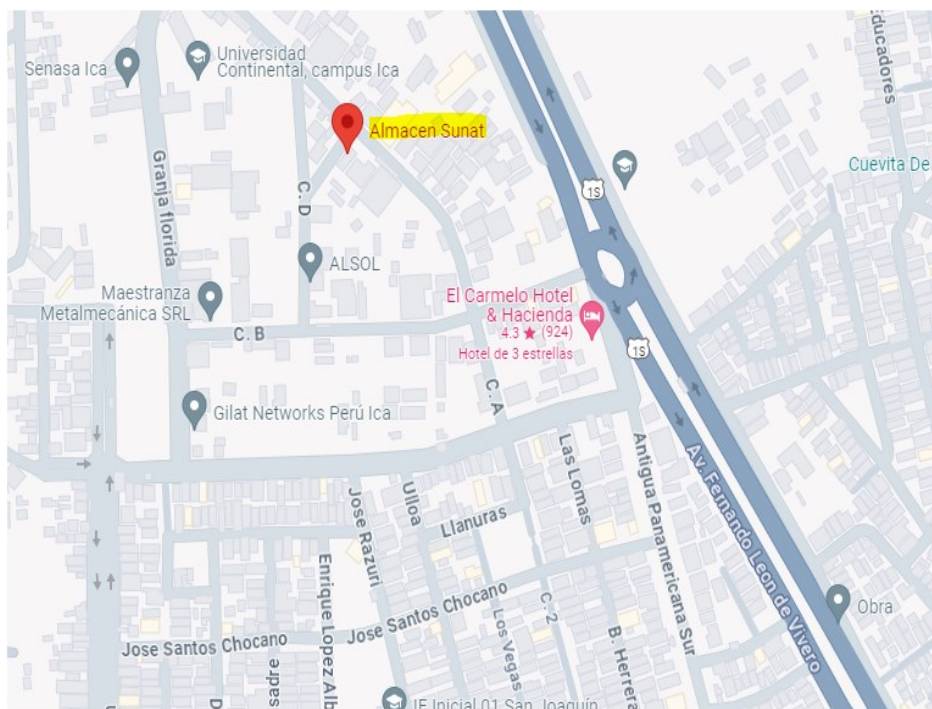 Educadores
Universidad
Continental, campus Ica
Senasa Ica
Almacen Sunat
Granja florida
1S
Cuevita De
C. D
ALSOL
Maestranza
Metalmecánica SRL
El Carmelo Hotel
& Hacienda
4.3 ★ (924)
Hotel de 3 estrellas
C. B
1S
C. A
Gilat Networks Perú Ica
Las Lomas
Antigua Panamericana Sur
Av. Fernando Leon de Vivero
Jose Razuri
Ulloa
Llanuras
Enrique Lopez Alb
Jose Santos Chocano
C. 2
Los Vegas
B. Herrera
Obra
Jose Santos Chocano
sadre
D
IE Inicial 01 San Joaquín